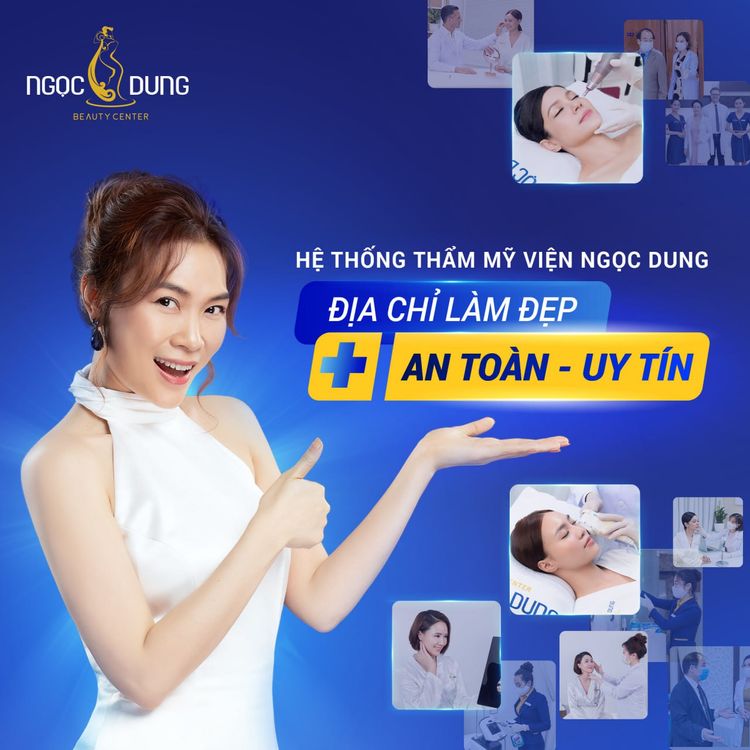 NGỌC DUNG
BEAUTY CENTER
HỆ THỐNG THẨM MỸ VIỆN NGỌC DUNG
ĐỊA CHỈ LÀM ĐẸP
AN TOÀN - UY TÍN
DUNG